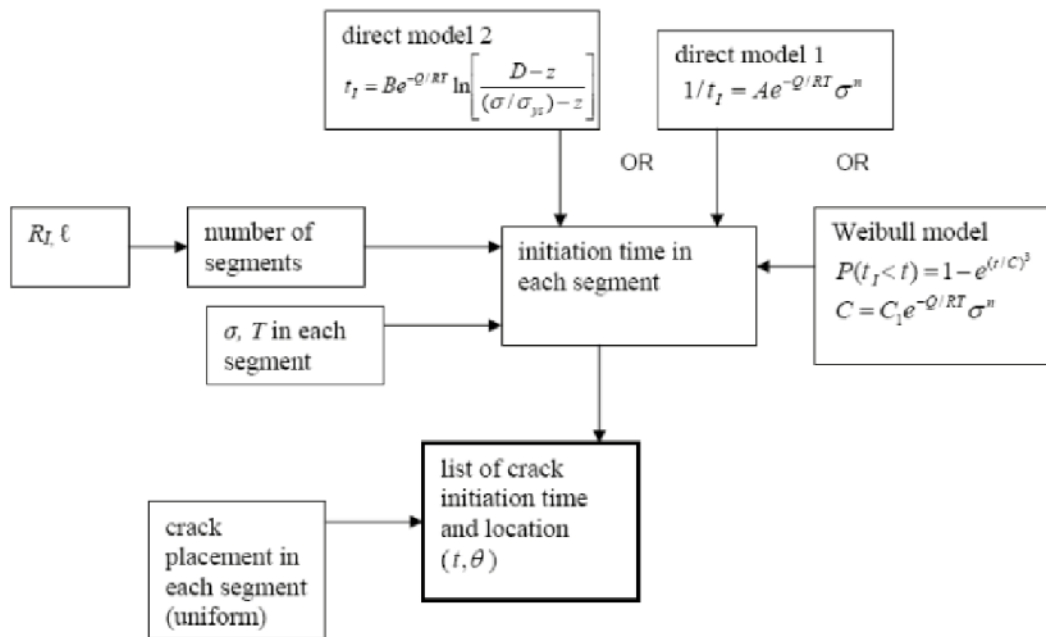 direct model 2
t_I = Be^{-Q/RT} ln[(D−z)/((σ/σ_ys)−z)]
direct model 1
1/t_I = Ae^{-Q/RT} σ^n
OR
OR
R_I, ℓ
number of
segments
initiation time in
each segment
Weibull model
P(t_I<t) = 1−e^{(t/C)^3}
C = C_1e^{-Q/RT} σ^n
σ, T in each
segment
list of crack
initiation time
and location
(t,θ)
crack
placement in
each segment
(uniform)